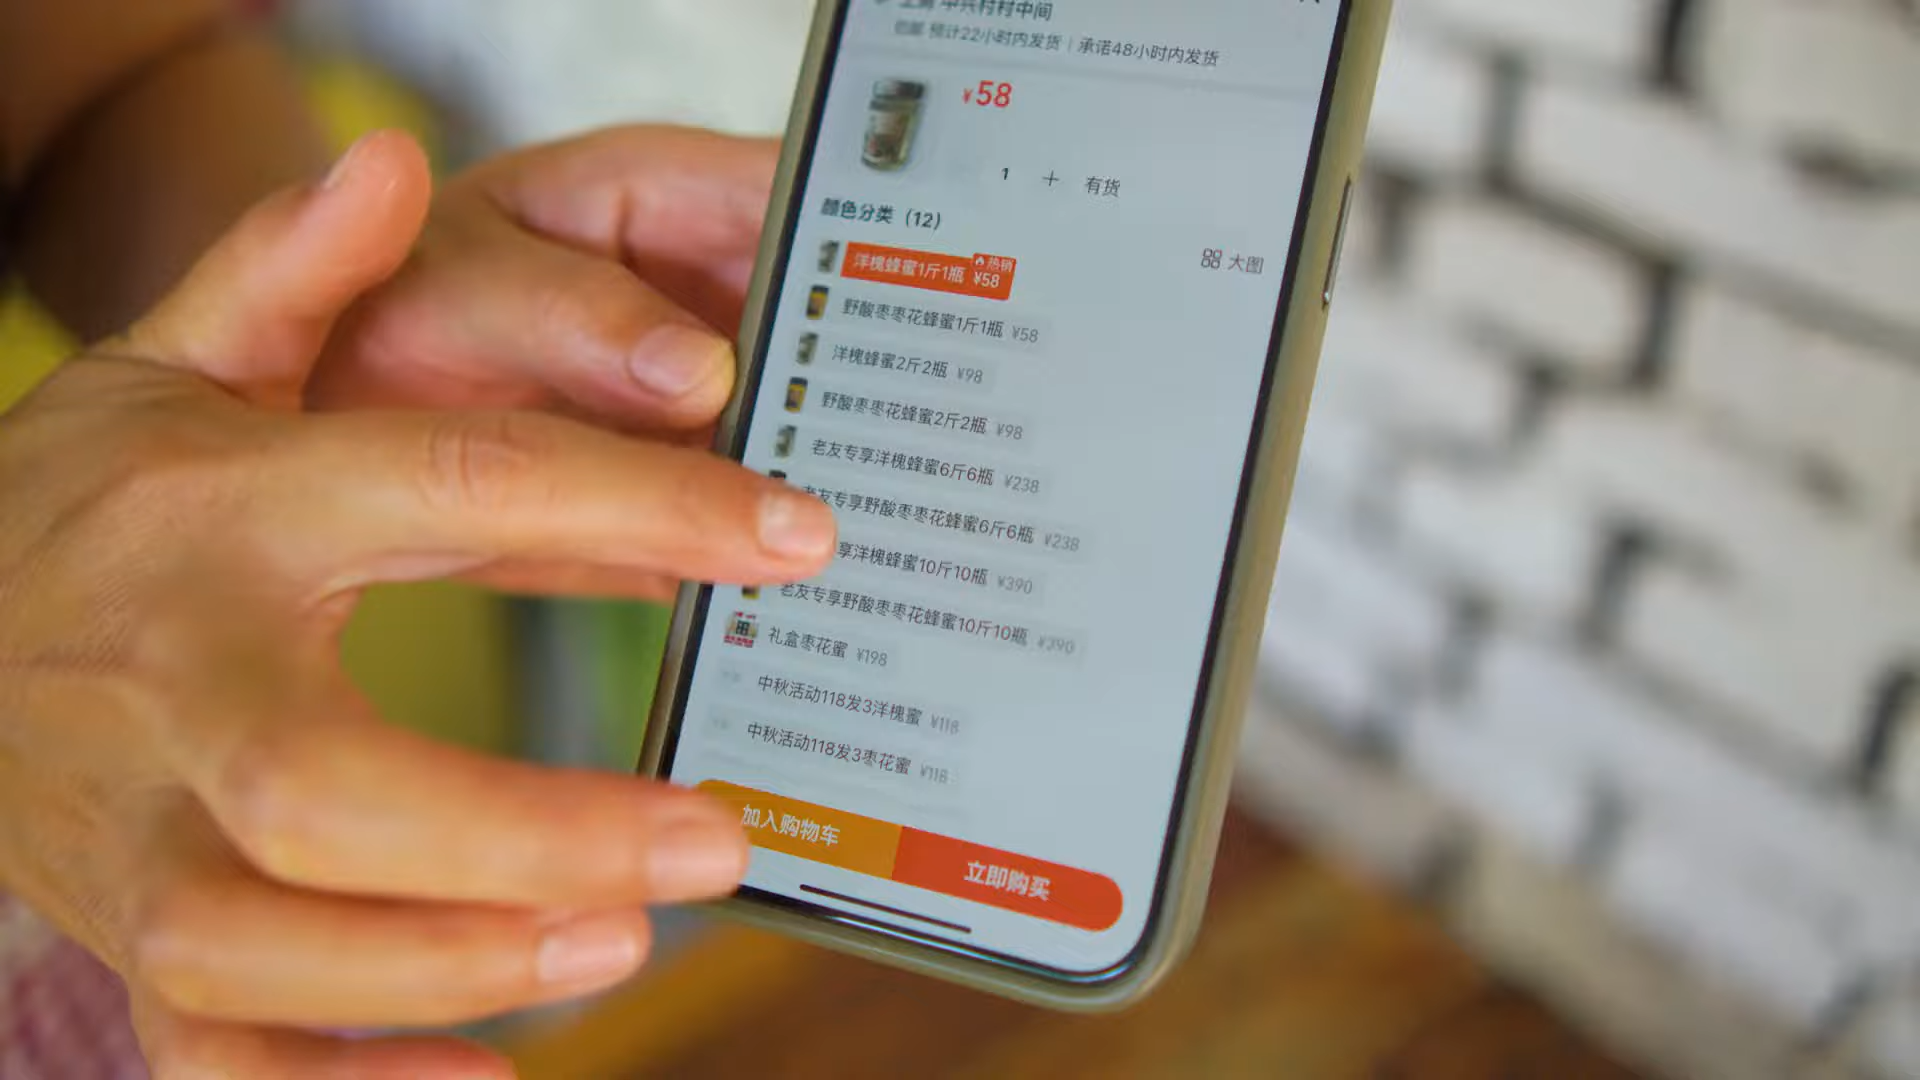 中兴村村中间
包邮 预计22小时内发货 | 承诺48小时内发货
¥58
1 + 有货
颜色分类（12）
大图
热销
洋槐蜂蜜1斤1瓶 ¥58
野酸枣枣花蜂蜜1斤1瓶 ¥58
洋槐蜂蜜2斤2瓶 ¥98
野酸枣枣花蜂蜜2斤2瓶 ¥98
老友专享洋槐蜂蜜6斤6瓶 ¥238
老友专享野酸枣枣花蜂蜜6斤6瓶 ¥238
享洋槐蜂蜜10斤10瓶 ¥390
老友专享野酸枣枣花蜂蜜10斤10瓶 ¥390
礼盒枣花蜜 ¥198
中秋活动118发3洋槐蜜 ¥118
中秋活动118发3枣花蜜 ¥118
加入购物车
立即购买